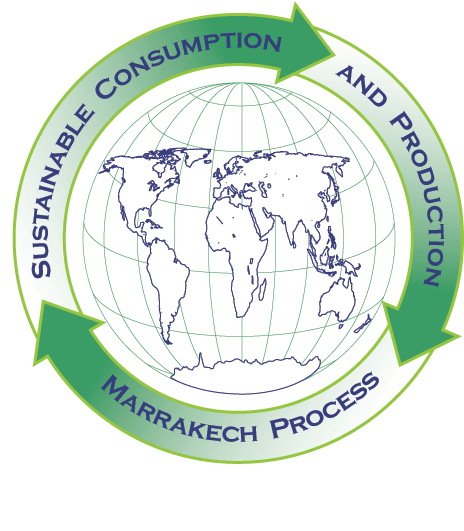 Sustainable Consumption
and Production
Marrakech Process